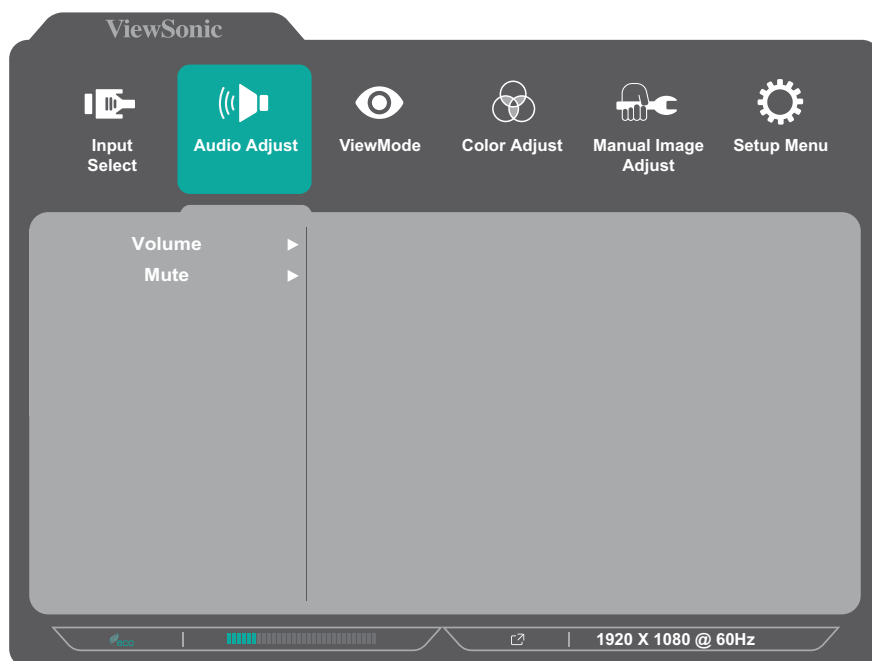 ViewSonic
Input
Select
Audio Adjust
ViewMode
Color Adjust
Manual Image
Adjust
Setup Menu
Volume
Mute
eco
1920 X 1080 @ 60Hz